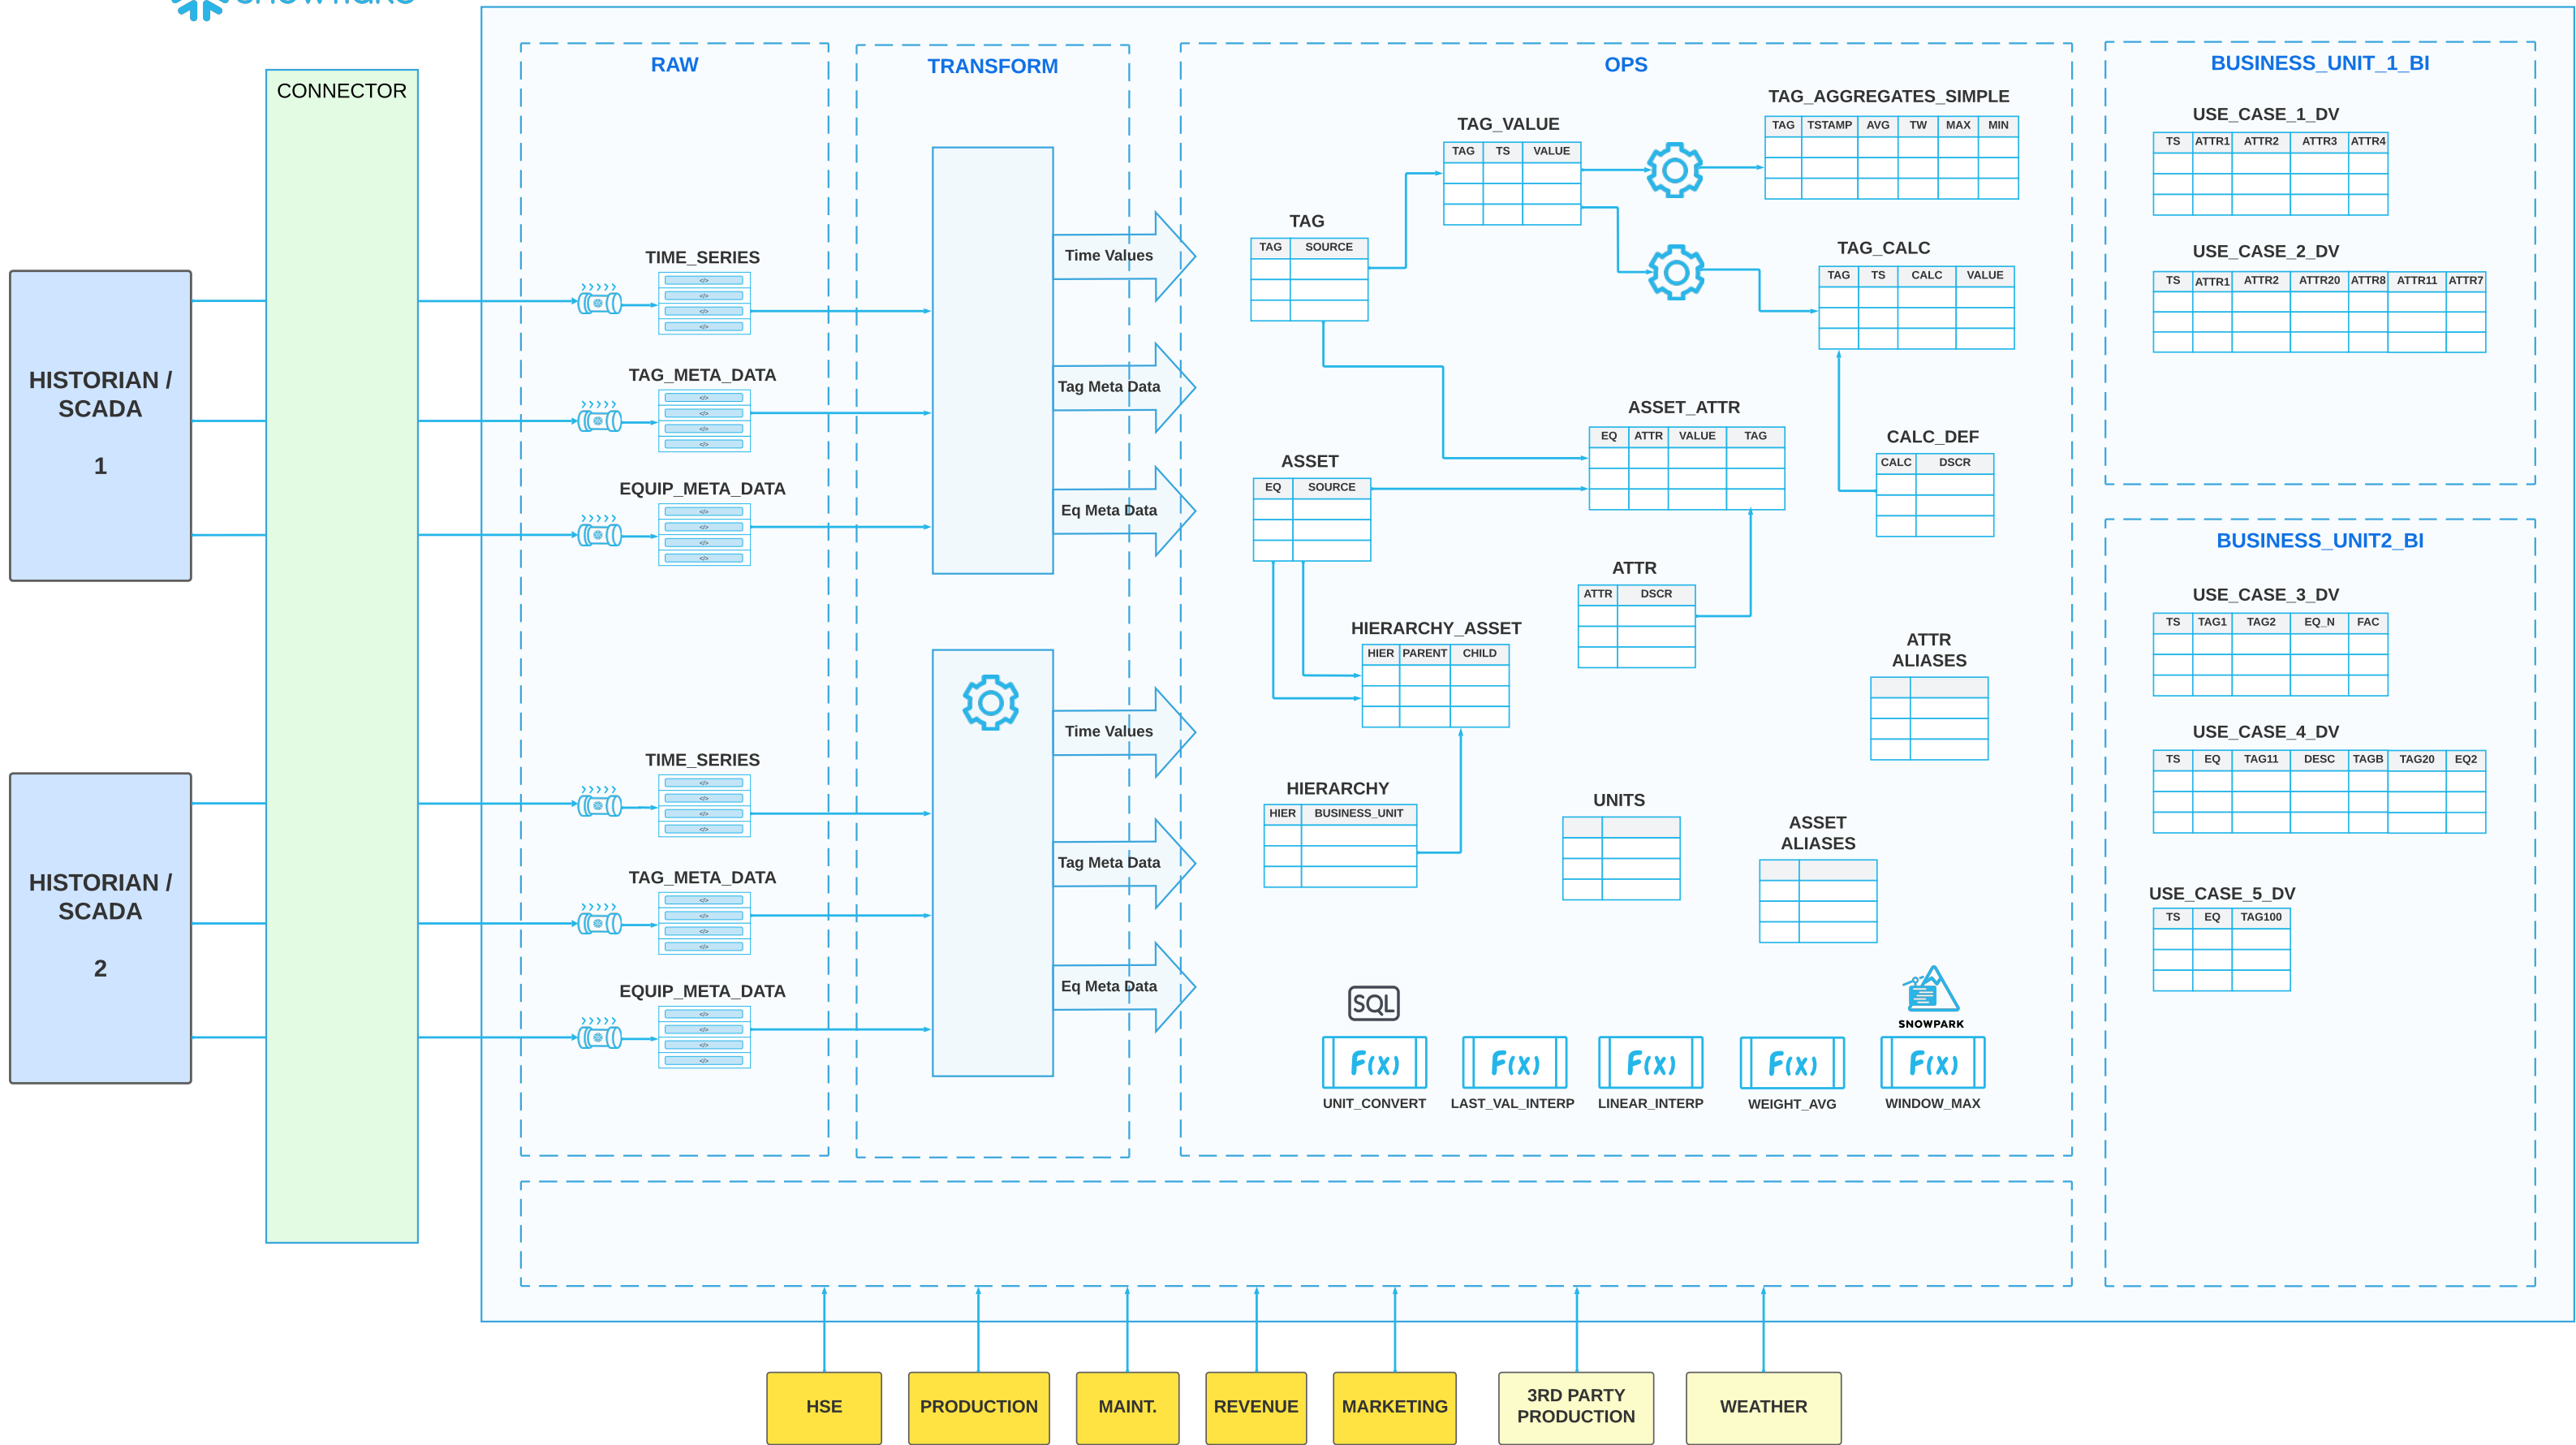 snowflake
CONNECTOR
HISTORIAN /
SCADA
1
HISTORIAN /
SCADA
2
RAW
TIME_SERIES
TAG_META_DATA
EQUIP_META_DATA
TIME_SERIES
TAG_META_DATA
EQUIP_META_DATA
TRANSFORM
Time Values
Tag Meta Data
Eq Meta Data
Time Values
Tag Meta Data
Eq Meta Data
OPS
TAG_AGGREGATES_SIMPLE
TAG TSTAMP AVG TW MAX MIN
TAG_VALUE
TAG TS VALUE
TAG
TAG SOURCE
TAG_CALC
TAG TS CALC VALUE
ASSET_ATTR
EQ ATTR VALUE TAG
CALC_DEF
CALC DSCR
ASSET
EQ SOURCE
ATTR
ATTR DSCR
HIERARCHY_ASSET
HIER PARENT CHILD
ATTR
ALIASES
HIERARCHY
HIER BUSINESS_UNIT
UNITS
ASSET
ALIASES
SQL
SNOWPARK
F(X) F(X) F(X) F(X) F(X)
UNIT_CONVERT LAST_VAL_INTERP LINEAR_INTERP WEIGHT_AVG WINDOW_MAX
BUSINESS_UNIT_1_BI
USE_CASE_1_DV
TS ATTR1 ATTR2 ATTR3 ATTR4
USE_CASE_2_DV
TS ATTR1 ATTR2 ATTR20 ATTR8 ATTR11 ATTR7
BUSINESS_UNIT2_BI
USE_CASE_3_DV
TS TAG1 TAG2 EQ_N FAC
USE_CASE_4_DV
TS EQ TAG11 DESC TAGB TAG20 EQ2
USE_CASE_5_DV
TS EQ TAG100
HSE
PRODUCTION
MAINT.
REVENUE
MARKETING
3RD PARTY
PRODUCTION
WEATHER